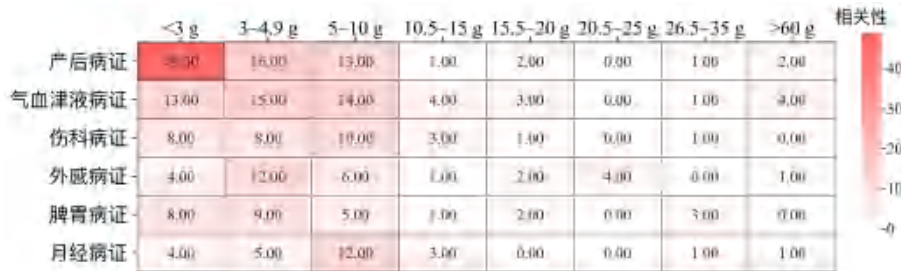 <3 g 3~4.9 g 5~10 g 10.5~15 g 15.5~20 g 20.5~25 g 26.5~35 g >60 g 相关性
产后病证 16.00 13.00 1.00 2.00 0.00 1.00 2.00
气血津液病证 13.00 15.00 14.00 4.00 3.00 0.00 1.00 4.00
伤科病证 8.00 8.00 10.00 3.00 1.00 0.00 1.00 0.00
外感病证 4.00 12.00 6.00 1.00 2.00 4.00 0.00 1.00
脾胃病证 8.00 9.00 5.00 1.00 2.00 0.00 3.00 0.00
月经病证 4.00 5.00 12.00 3.00 0.00 0.00 1.00 1.00
40
30
20
10
0